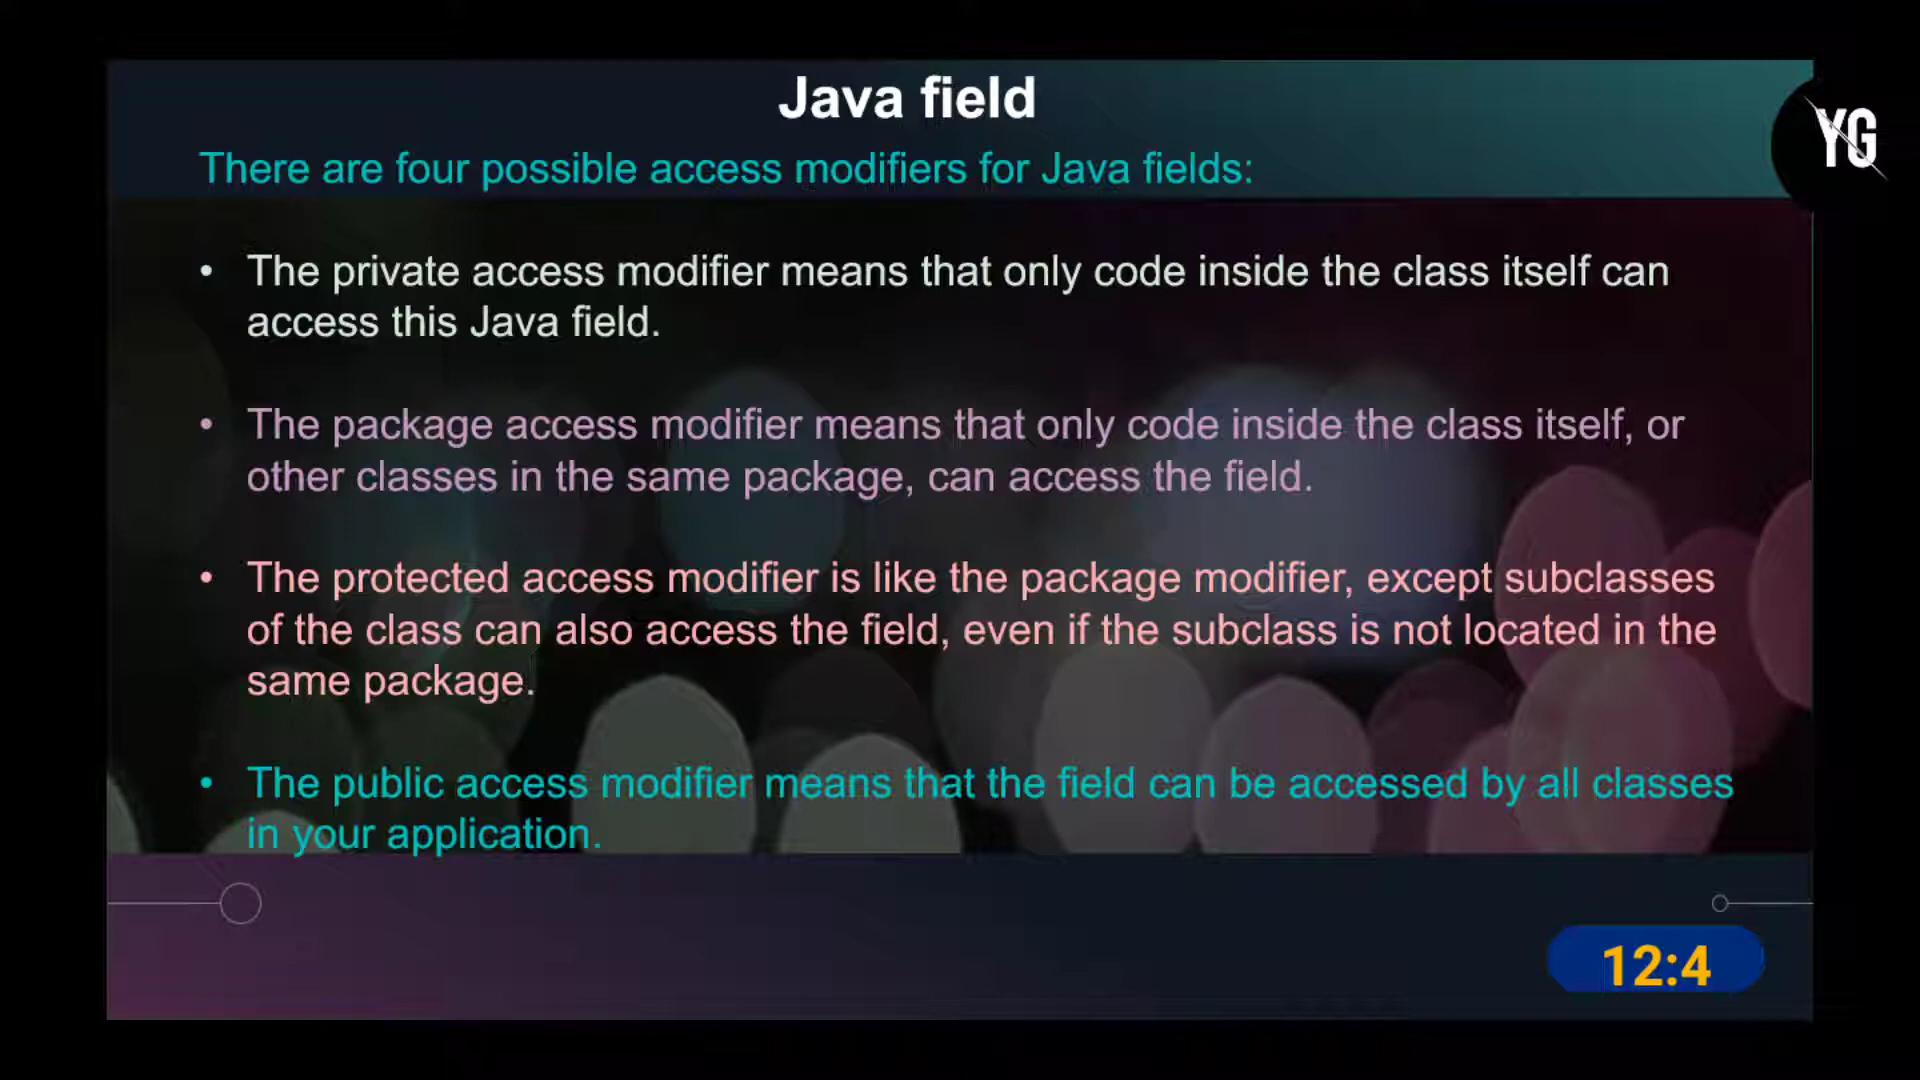 Java field
YG
There are four possible access modifiers for Java fields:
• The private access modifier means that only code inside the class itself can
access this Java field.
• The package access modifier means that only code inside the class itself, or
other classes in the same package, can access the field.
• The protected access modifier is like the package modifier, except subclasses
of the class can also access the field, even if the subclass is not located in the
same package.
• The public access modifier means that the field can be accessed by all classes
in your application.
12:4